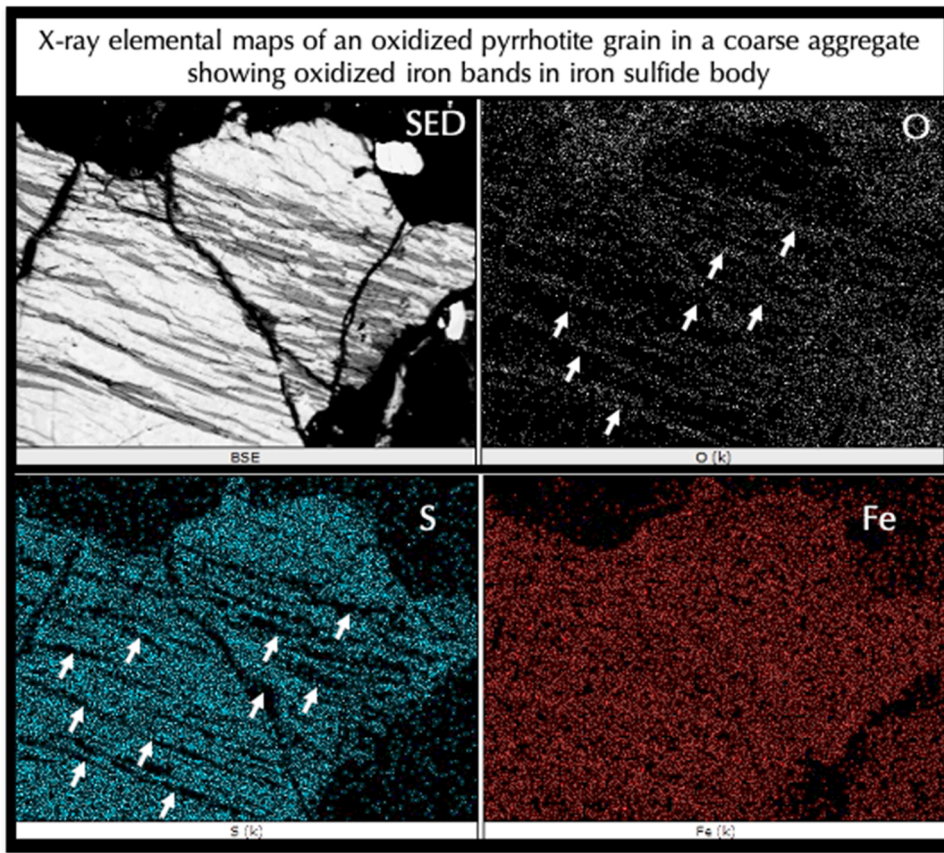 X-ray elemental maps of an oxidized pyrrhotite grain in a coarse aggregate
showing oxidized iron bands in iron sulfide body
SED
O
BSE
O (k)
S
Fe
S (k)
Fe (k)